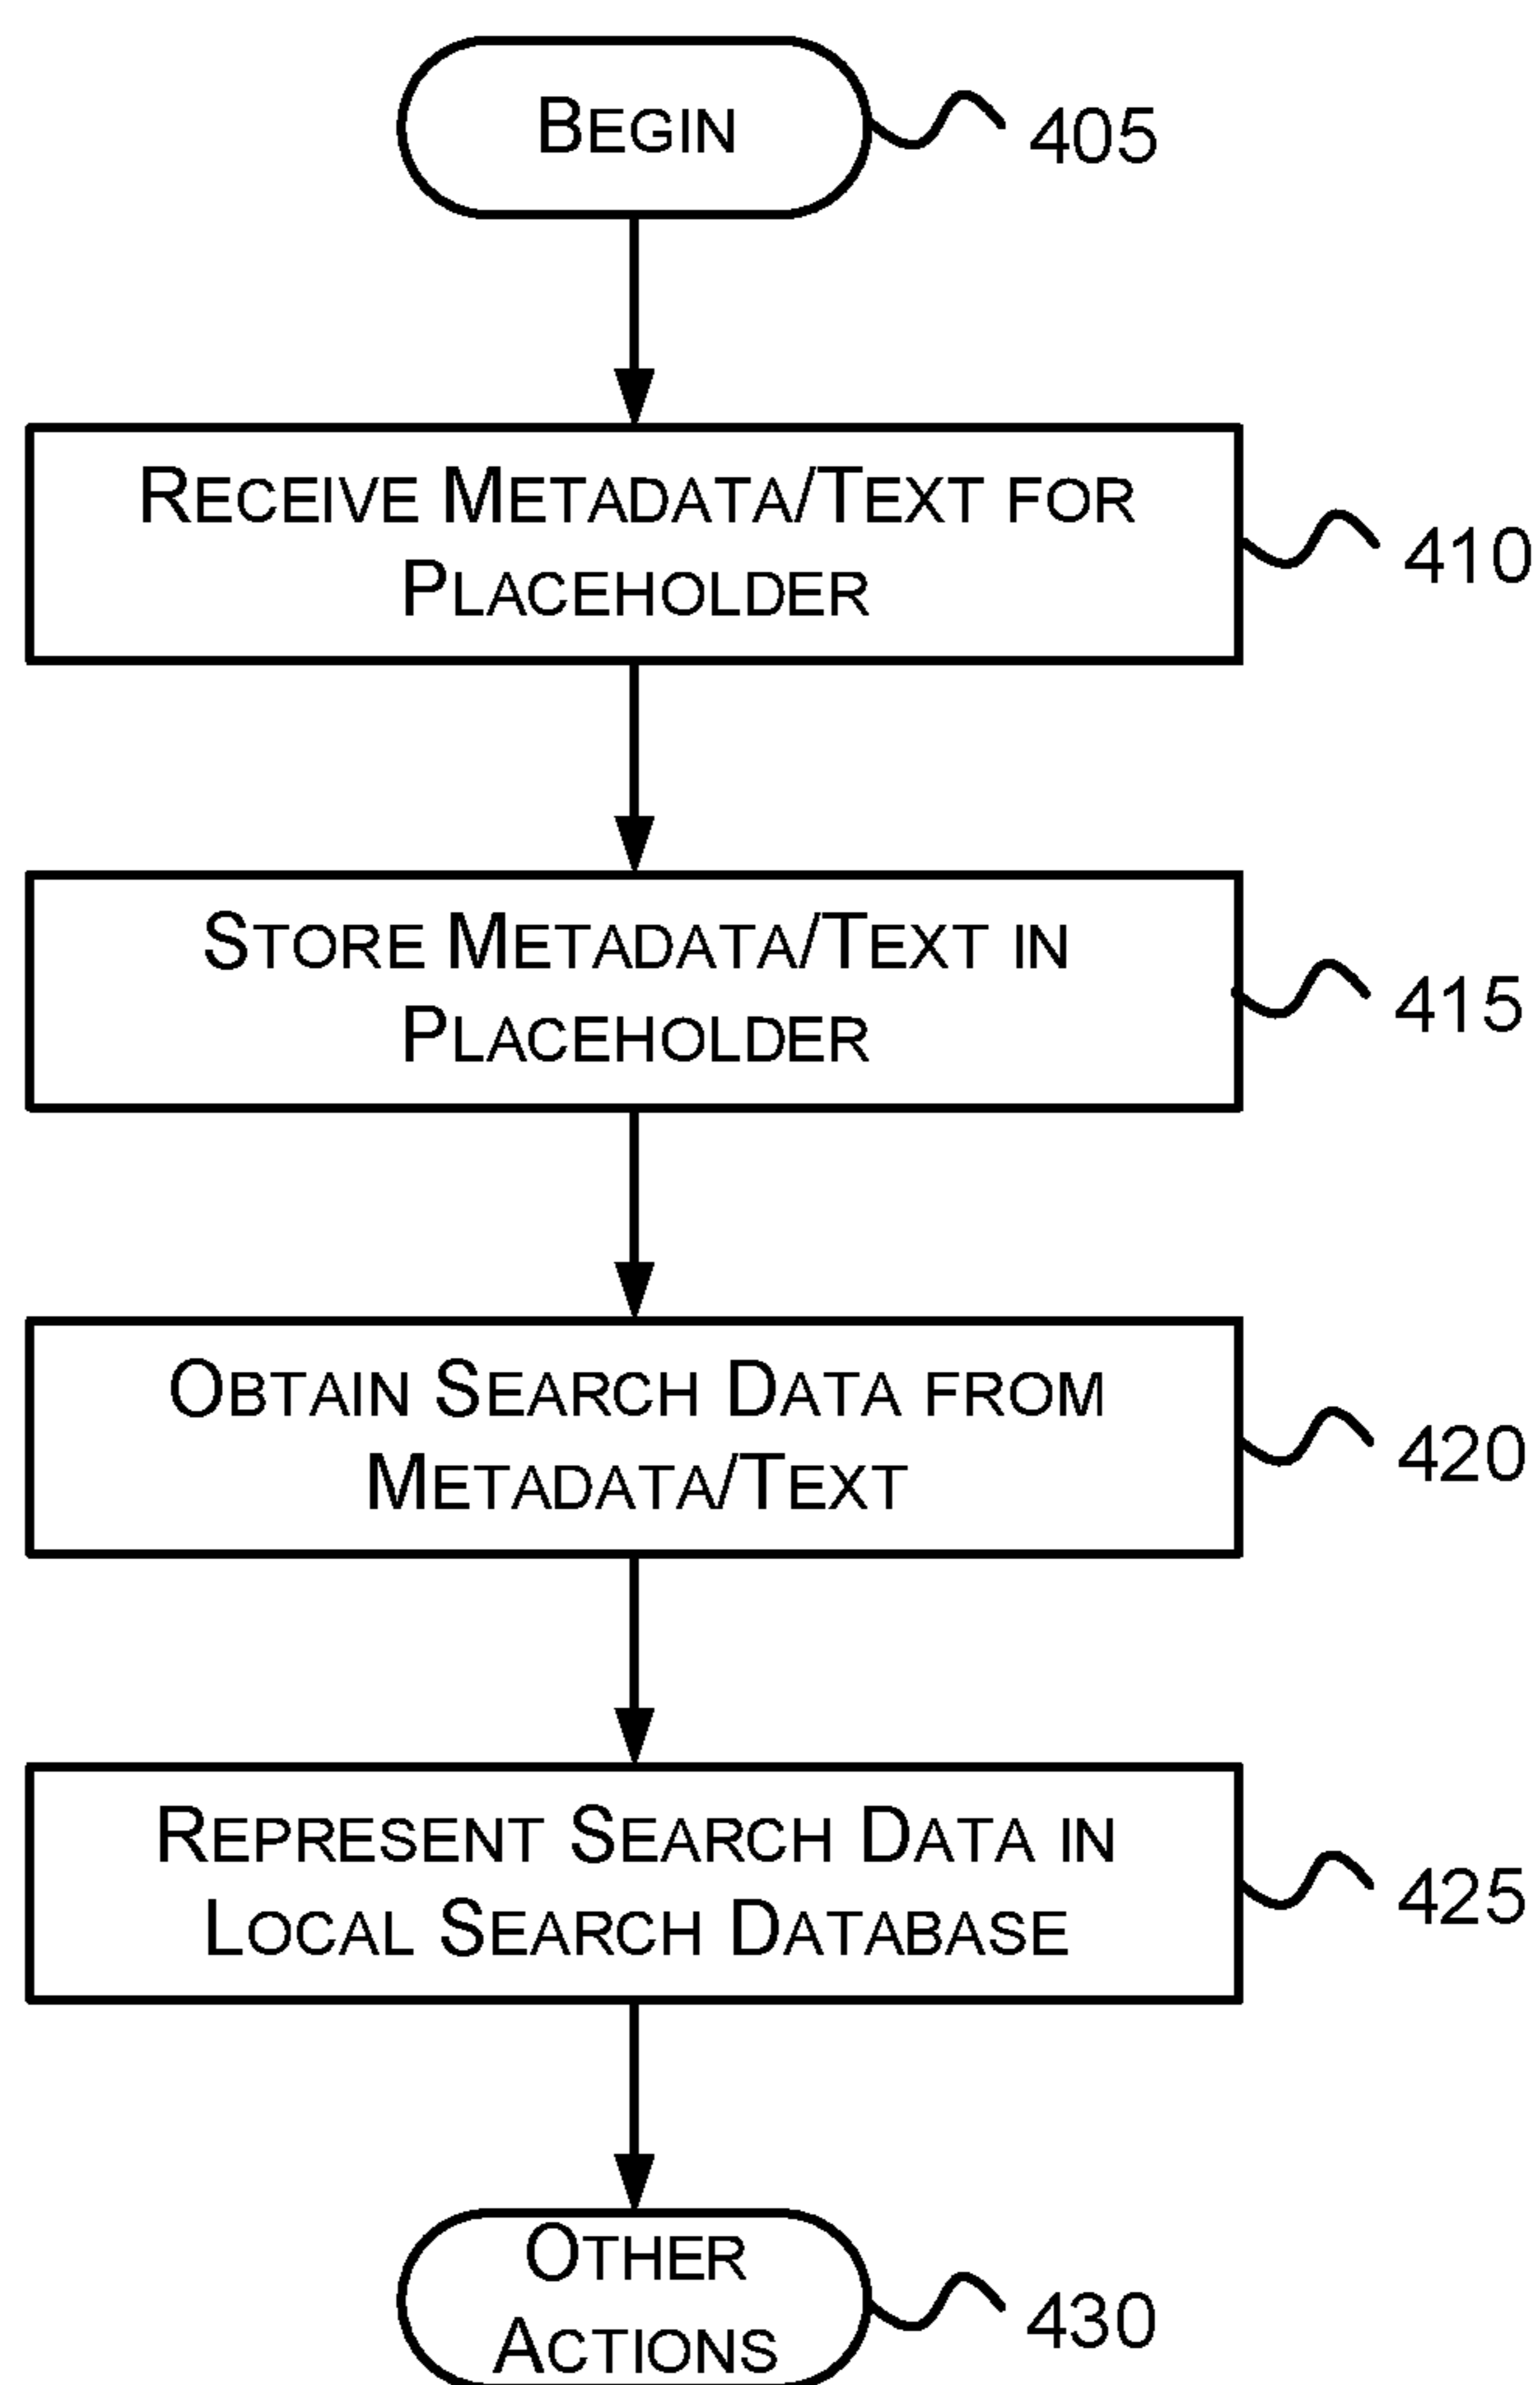 BEGIN
405
RECEIVE METADATA/TEXT FOR
PLACEHOLDER
410
STORE METADATA/TEXT IN
PLACEHOLDER
415
OBTAIN SEARCH DATA FROM
METADATA/TEXT
420
REPRESENT SEARCH DATA IN
LOCAL SEARCH DATABASE
425
OTHER
ACTIONS
430